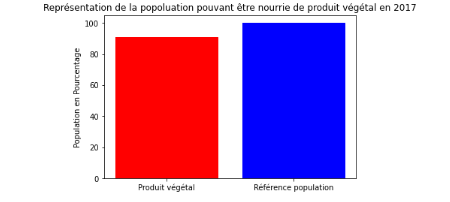 Représentation de la popoluation pouvant être nourrie de produit végétal en 2017
Population en Pourcentage
100
80
60
40
20
0
Produit végétal
Référence population